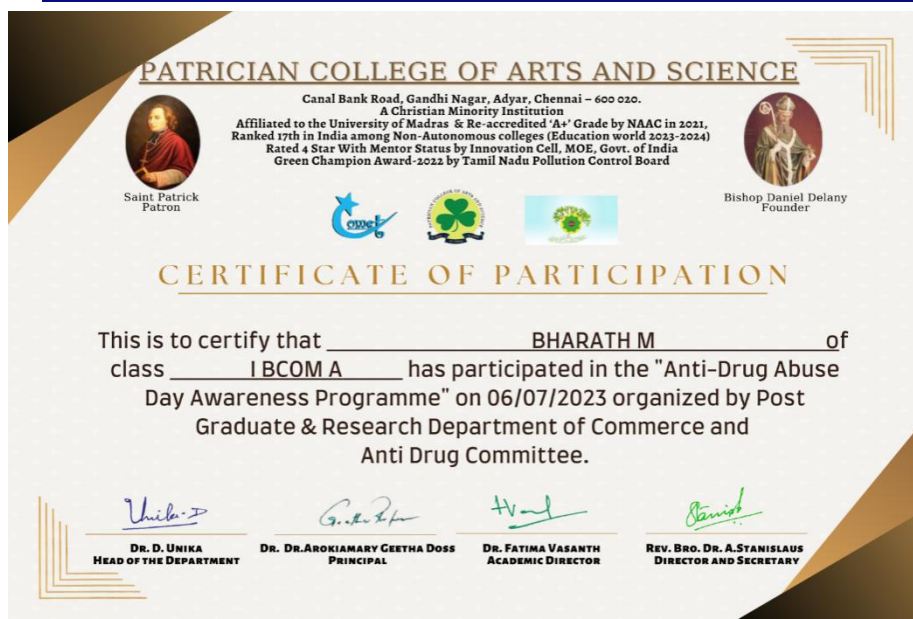 PATRICIAN COLLEGE OF ARTS AND SCIENCE
Canal Bank Road, Gandhi Nagar, Adyar, Chennai – 600 020.
A Christian Minority Institution
Affiliated to the University of Madras & Re-accredited 'A+' Grade by NAAC in 2021,
Ranked 17th in India among Non-Autonomous colleges (Education world 2023-2024)
Rated 4 Star With Mentor Status by Innovation Cell, MOE, Govt. of India
Green Champion Award-2022 by Tamil Nadu Pollution Control Board
Saint Patrick
Patron
Bishop Daniel Delany
Founder
Comet
CERTIFICATE OF PARTICIPATION
This is to certify that BHARATH M of
class I BCOM A has participated in the "Anti-Drug Abuse
Day Awareness Programme" on 06/07/2023 organized by Post
Graduate & Research Department of Commerce and
Anti Drug Committee.
Unika-D
DR. D. UNIKA
HEAD OF THE DEPARTMENT
DR. DR.AROKIAMARY GEETHA DOSS
PRINCIPAL
DR. FATIMA VASANTH
ACADEMIC DIRECTOR
REV. BRO. DR. A.STANISLAUS
DIRECTOR AND SECRETARY